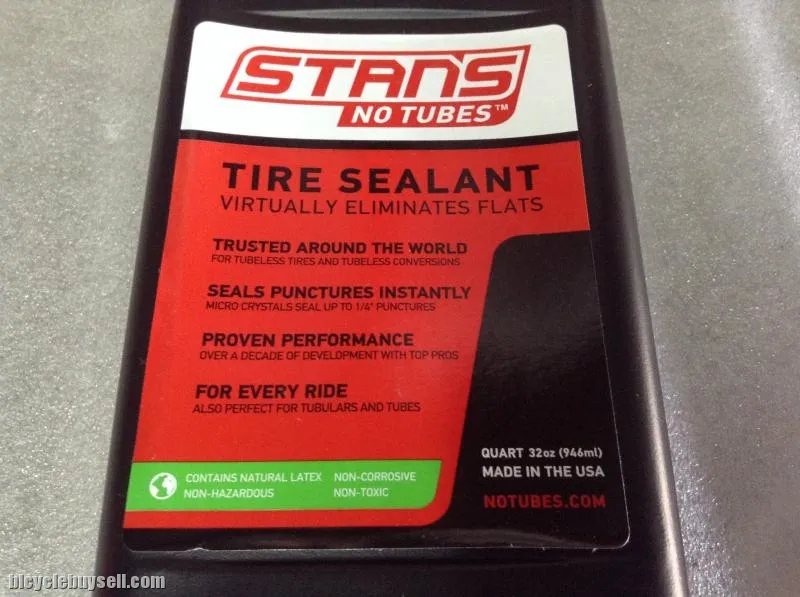 STAN'S
NO TUBES™
TIRE SEALANT
VIRTUALLY ELIMINATES FLATS
TRUSTED AROUND THE WORLD
FOR TUBELESS TIRES AND TUBELESS CONVERSIONS
SEALS PUNCTURES INSTANTLY
MICRO CRYSTALS SEAL UP TO 1/4" PUNCTURES
PROVEN PERFORMANCE
OVER A DECADE OF DEVELOPMENT WITH TOP PROS
FOR EVERY RIDE
ALSO PERFECT FOR TUBULARS AND TUBES
QUART 32oz (946ml)
MADE IN THE USA
NOTUBES.COM
CONTAINS NATURAL LATEX NON-CORROSIVE
NON-HAZARDOUS NON-TOXIC
bicyclebuysell.com